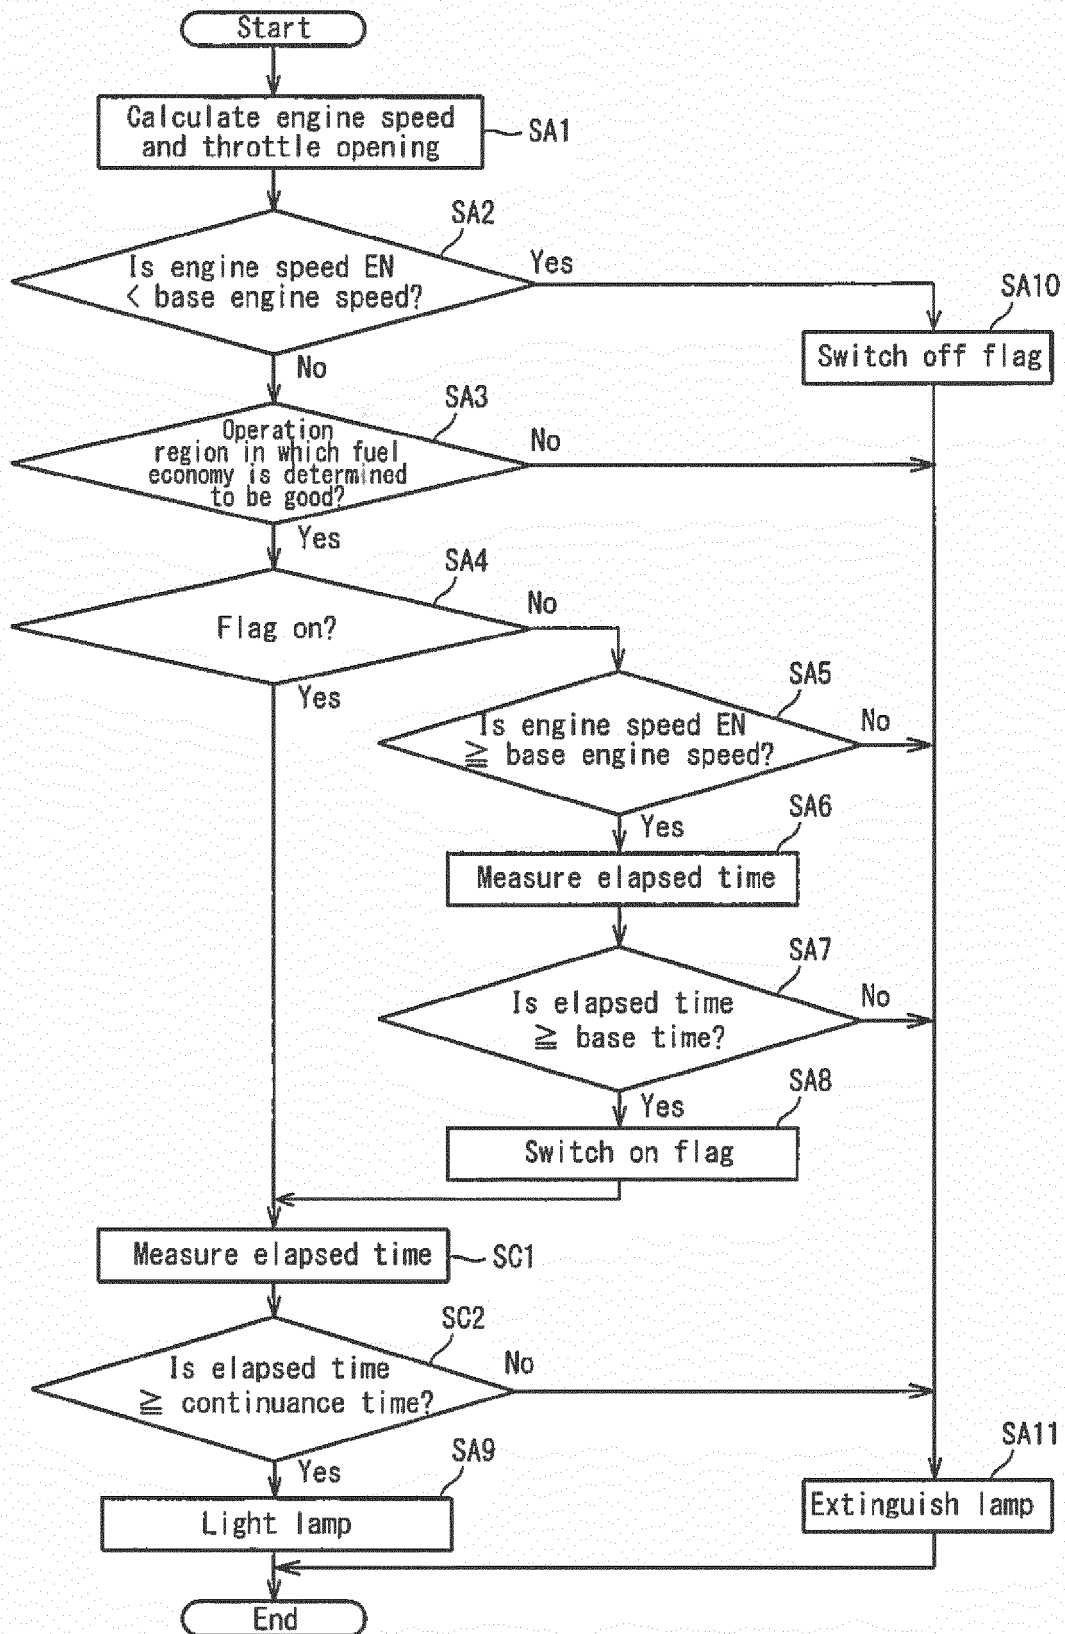 Start
Calculate engine speed
and throttle opening
SA1
SA2
Is engine speed EN
< base engine speed?
Yes
No
SA10
Switch off flag
SA3
Operation
region in which fuel
economy is determined
to be good?
No
Yes
SA4
Flag on?
No
Yes
SA5
Is engine speed EN
≧ base engine speed?
No
Yes
SA6
Measure elapsed time
SA7
Is elapsed time
≧ base time?
No
Yes
SA8
Switch on flag
Measure elapsed time
SC1
SC2
Is elapsed time
≧ continuance time?
No
Yes
SA9
Light lamp
SA11
Extinguish lamp
End